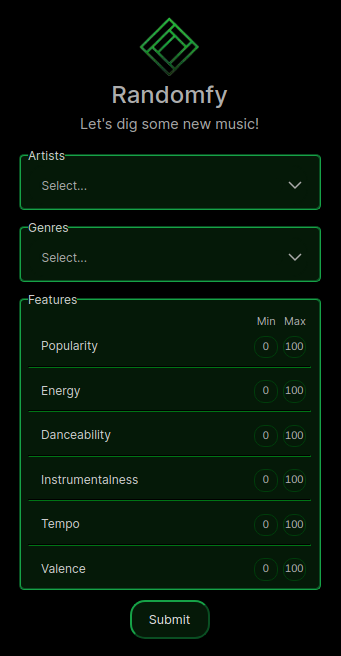 Randomfy
Let's dig some new music!
Artists
Select...
Genres
Select...
Features
Min Max
Popularity 0 100
Energy 0 100
Danceability 0 100
Instrumentalness 0 100
Tempo 0 100
Valence 0 100
Submit